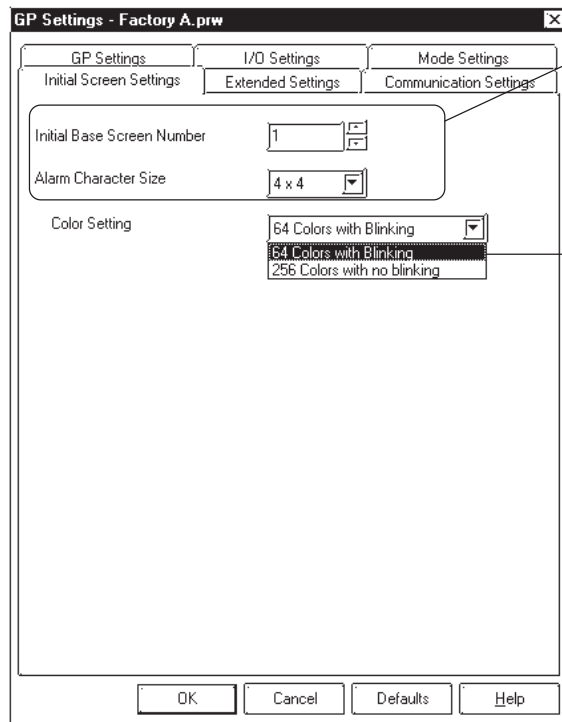 GP Settings - Factory A.prw
GP Settings I/O Settings Mode Settings
Initial Screen Settings Extended Settings Communication Settings
Initial Base Screen Number 1
Alarm Character Size 4 x 4
Color Setting 64 Colors with Blinking
64 Colors with Blinking
256 Colors with no blinking
OK Cancel Defaults Help